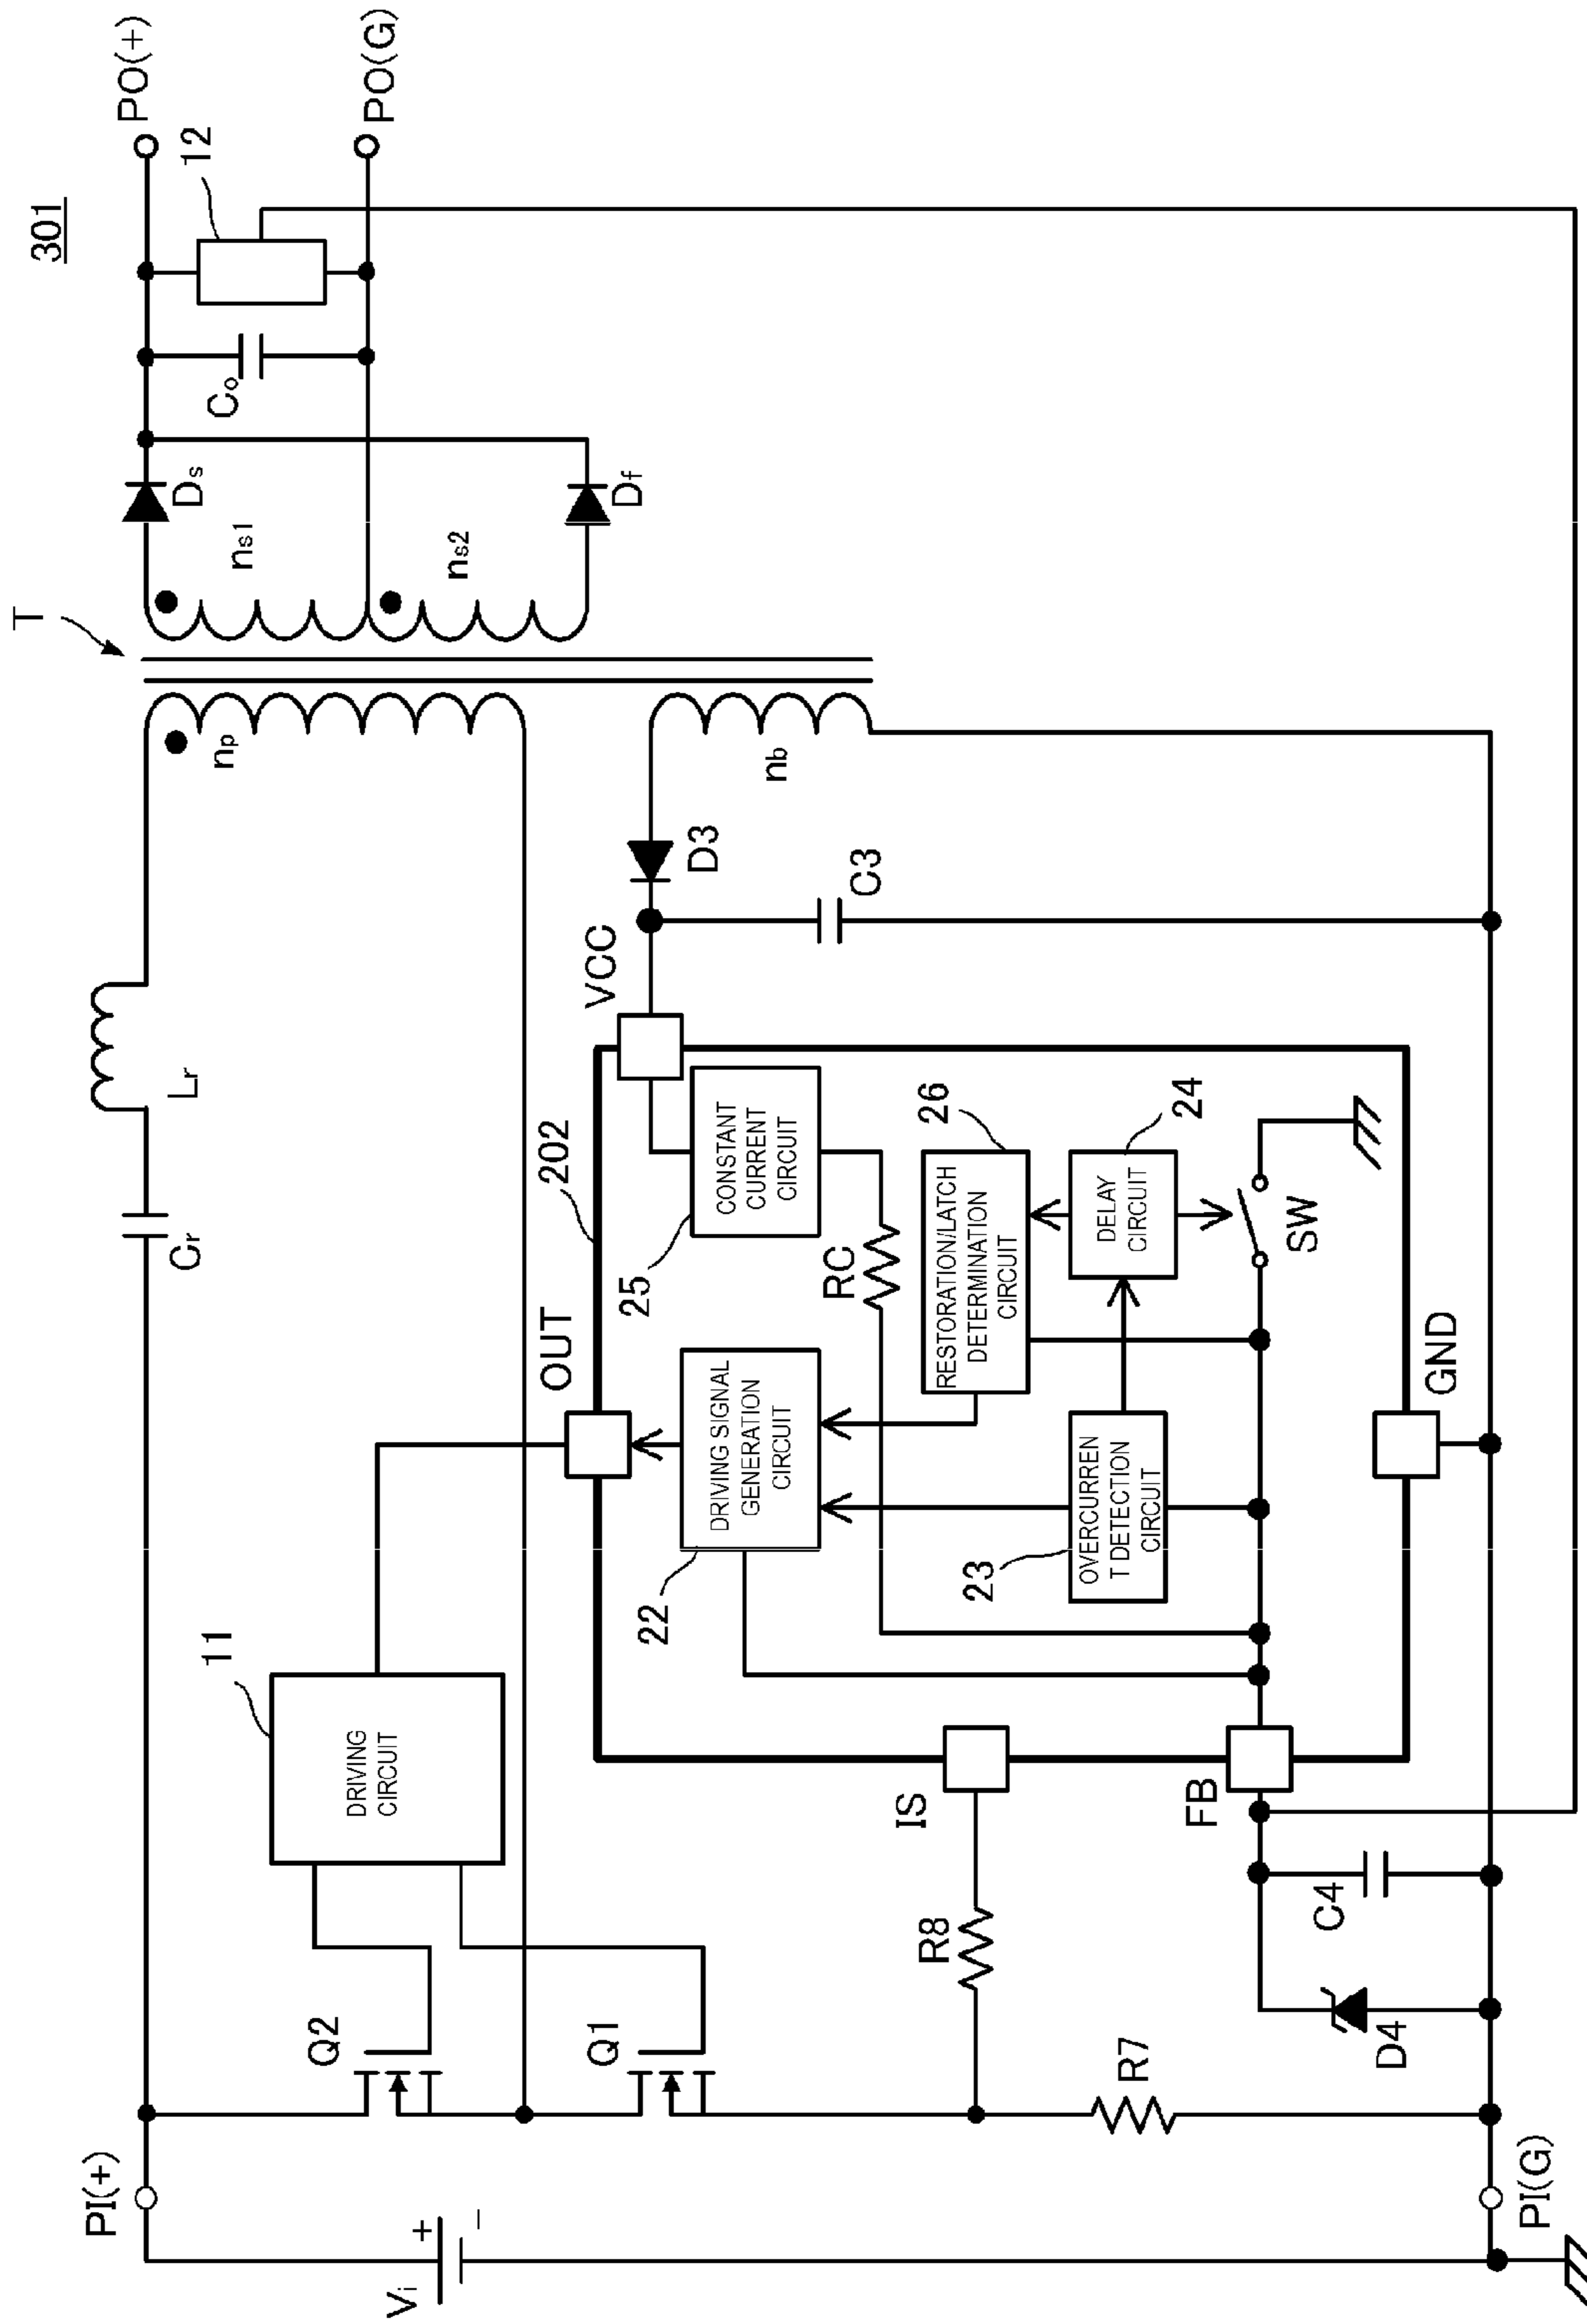 301
T
PI(+)
Vi
+
-
Q2
Q1
R7
R8
PI(G)
11
DRIVING
CIRCUIT
Cr
Lr
np
ns1
ns2
nb
Ds
Df
Co
12
PO(+)
PO(G)
OUT
202
VCC
D3
C3
22
DRIVING SIGNAL
GENERATION
CIRCUIT
25
CONSTANT
CURRENT
CIRCUIT
RC
IS
23
OVERCURREN
T DETECTION
CIRCUIT
26
RESTORATION/LATCH
DETERMINATION
CIRCUIT
24
DELAY
CIRCUIT
SW
FB
GND
C4
D4